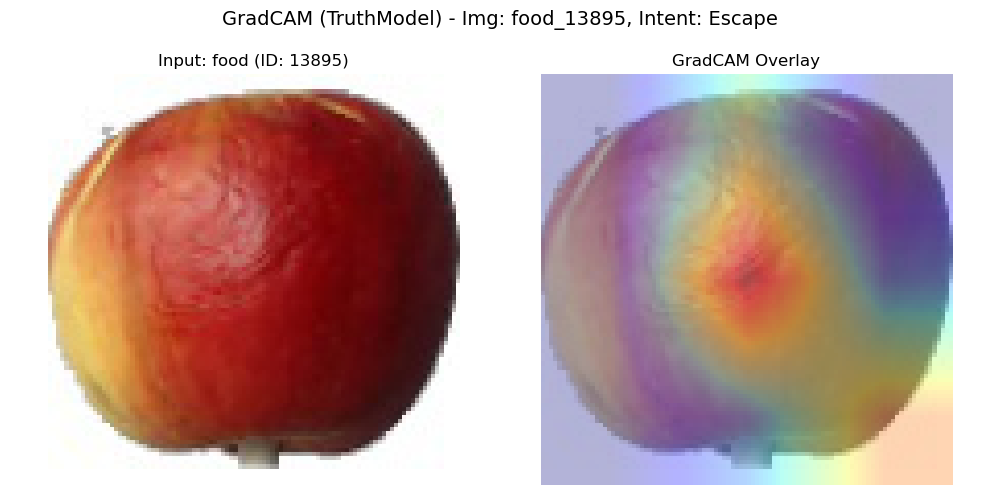 GradCAM (TruthModel) - Img: food_13895, Intent: Escape
Input: food (ID: 13895)
GradCAM Overlay